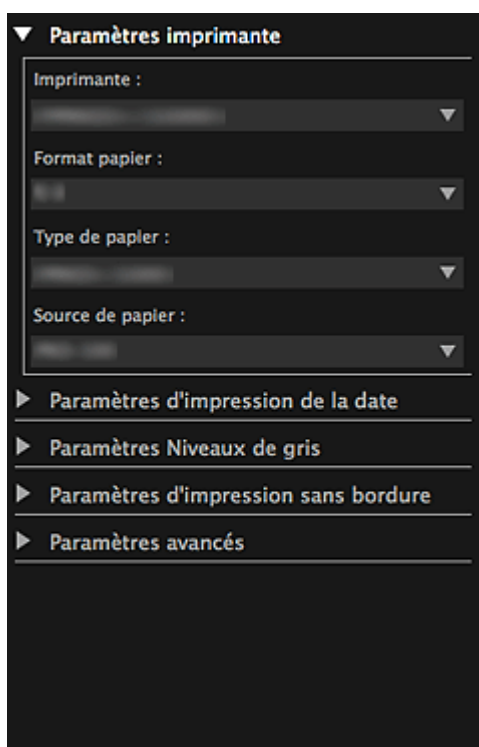 Paramètres imprimante
Imprimante :
Format papier :
Type de papier :
Source de papier :
Paramètres d'impression de la date
Paramètres Niveaux de gris
Paramètres d'impression sans bordure
Paramètres avancés